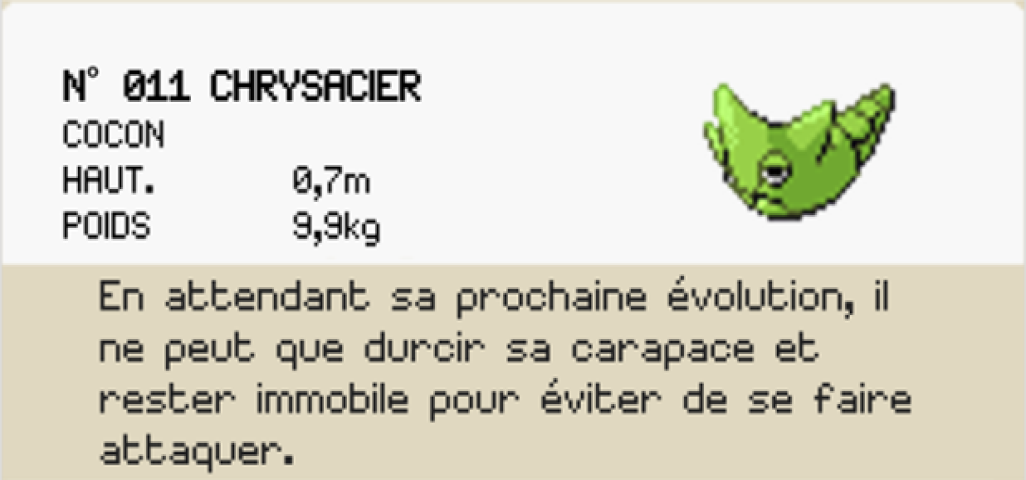 N° 011 CHRYSACIER
COCON
HAUT. 0,7m
POIDS 9,9kg
En attendant sa prochaine évolution, il
ne peut que durcir sa carapace et
rester immobile pour éviter de se faire
attaquer.